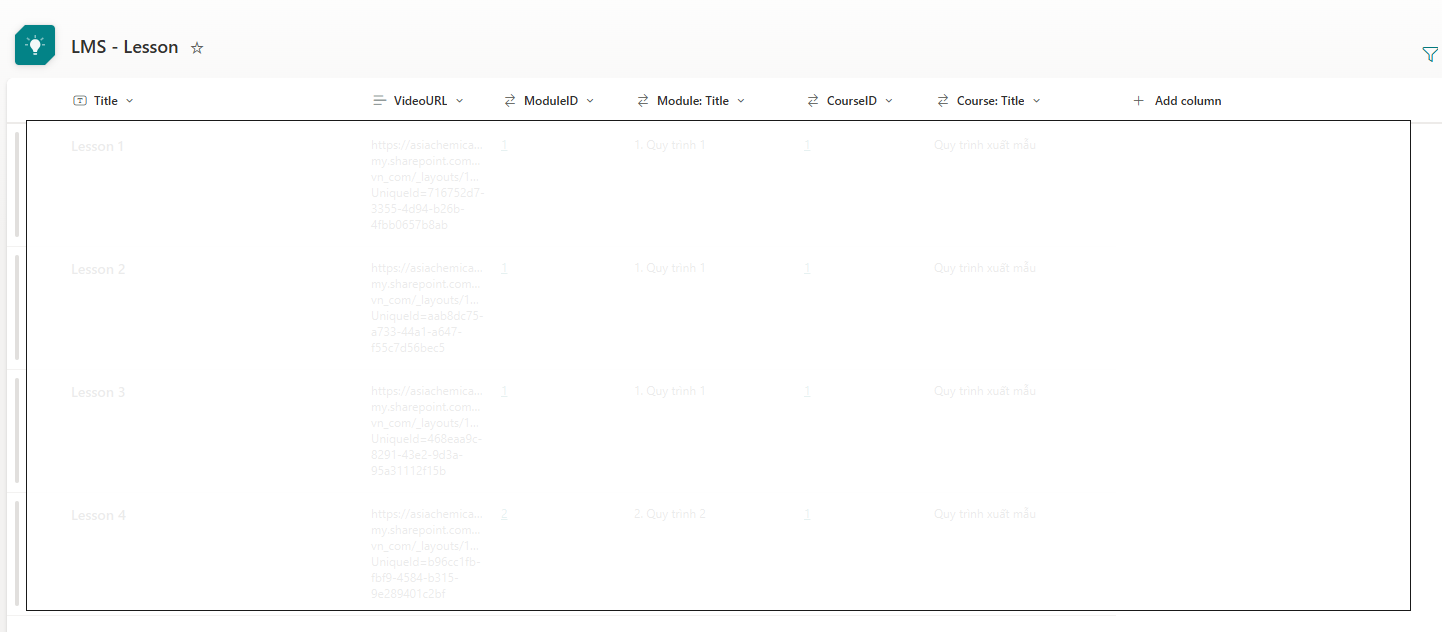 LMS - Lesson
Title
VideoURL
ModuleID
Module: Title
CourseID
Course: Title
Add column
Lesson 1
https://asiachemica...
my.sharepoint.com...
vn_com/_layouts/1...
UniqueId=716752d7-
3355-4d94-b26b-
4fbb0657b8ab
1
1. Quy trình 1
1
Quy trình xuất mẫu
Lesson 2
https://asiachemica...
my.sharepoint.com...
vn_com/_layouts/1...
UniqueId=aab8dc75-
a733-44a1-a647-
f55c7d56bec5
1
1. Quy trình 1
1
Quy trình xuất mẫu
Lesson 3
https://asiachemica...
my.sharepoint.com...
vn_com/_layouts/1...
UniqueId=468eaa9c-
8291-43e2-9d3a-
95a31112f15b
1
1. Quy trình 1
1
Quy trình xuất mẫu
Lesson 4
https://asiachemica...
my.sharepoint.com...
vn_com/_layouts/1...
UniqueId=b96cc1fb-
fbf9-4584-b315-
9e289401c2bf
2
2. Quy trình 2
1
Quy trình xuất mẫu